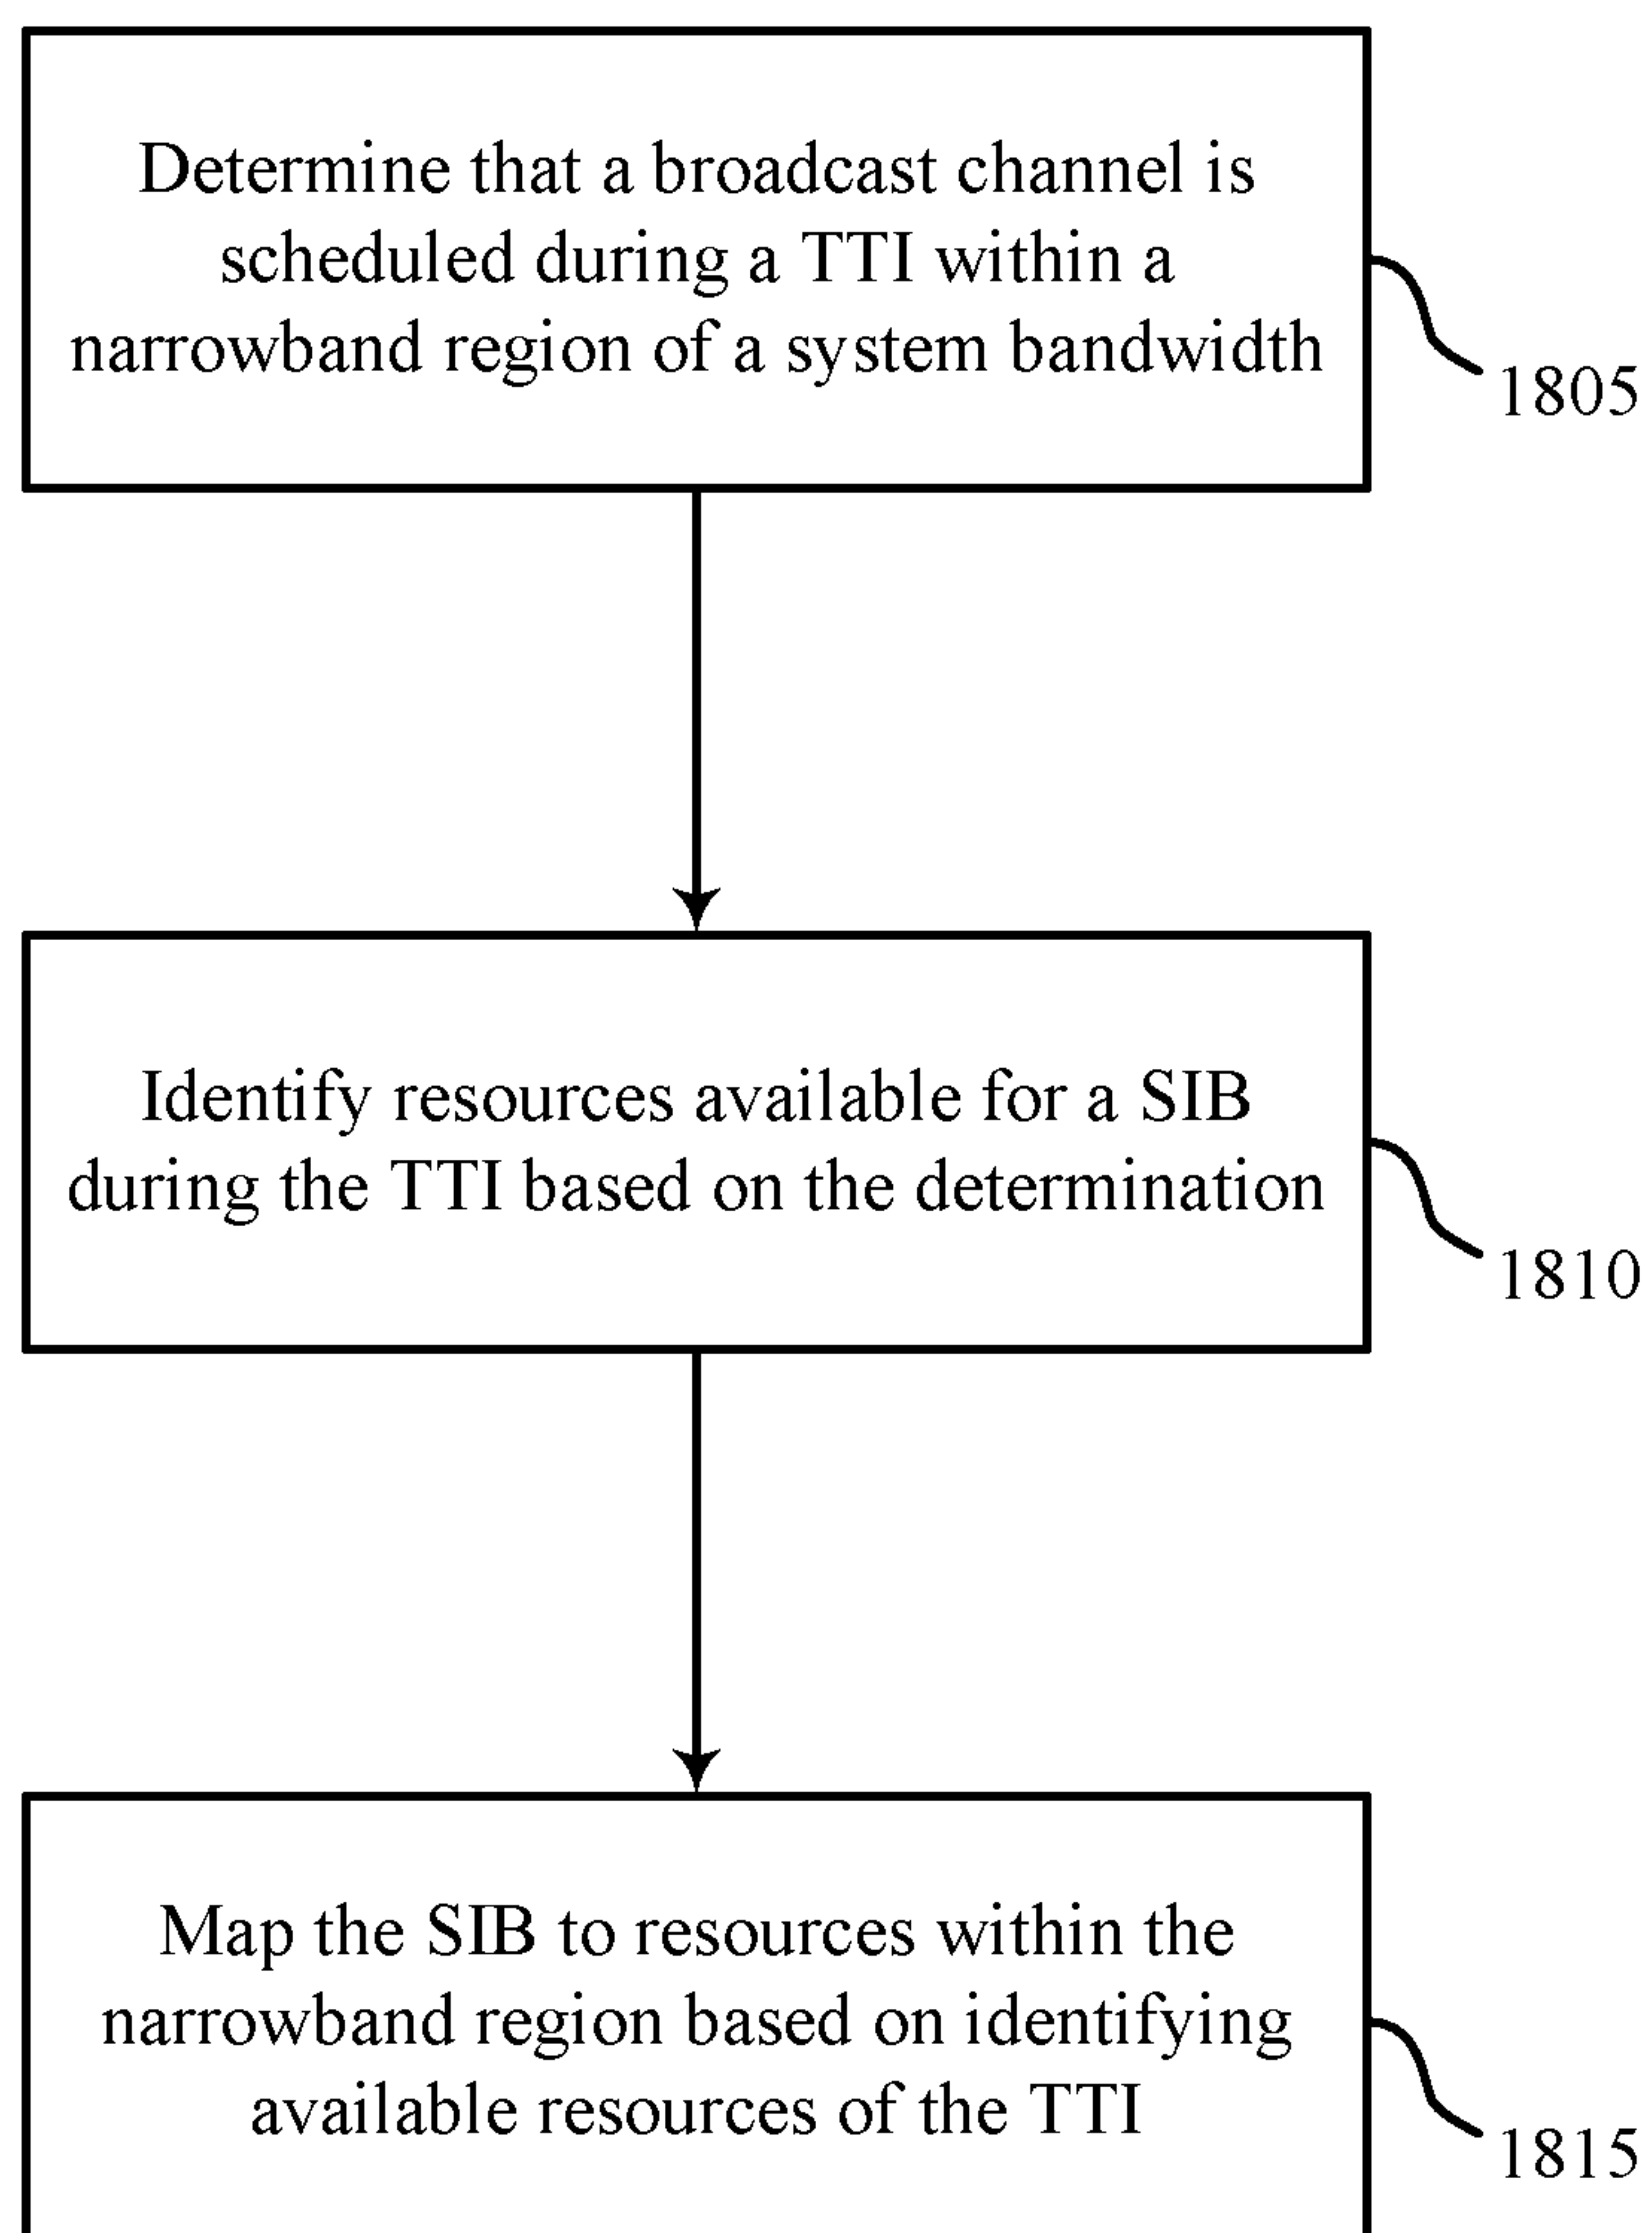 Determine that a broadcast channel is
scheduled during a TTI within a
narrowband region of a system bandwidth
1805
Identify resources available for a SIB
during the TTI based on the determination
1810
Map the SIB to resources within the
narrowband region based on identifying
available resources of the TTI
1815